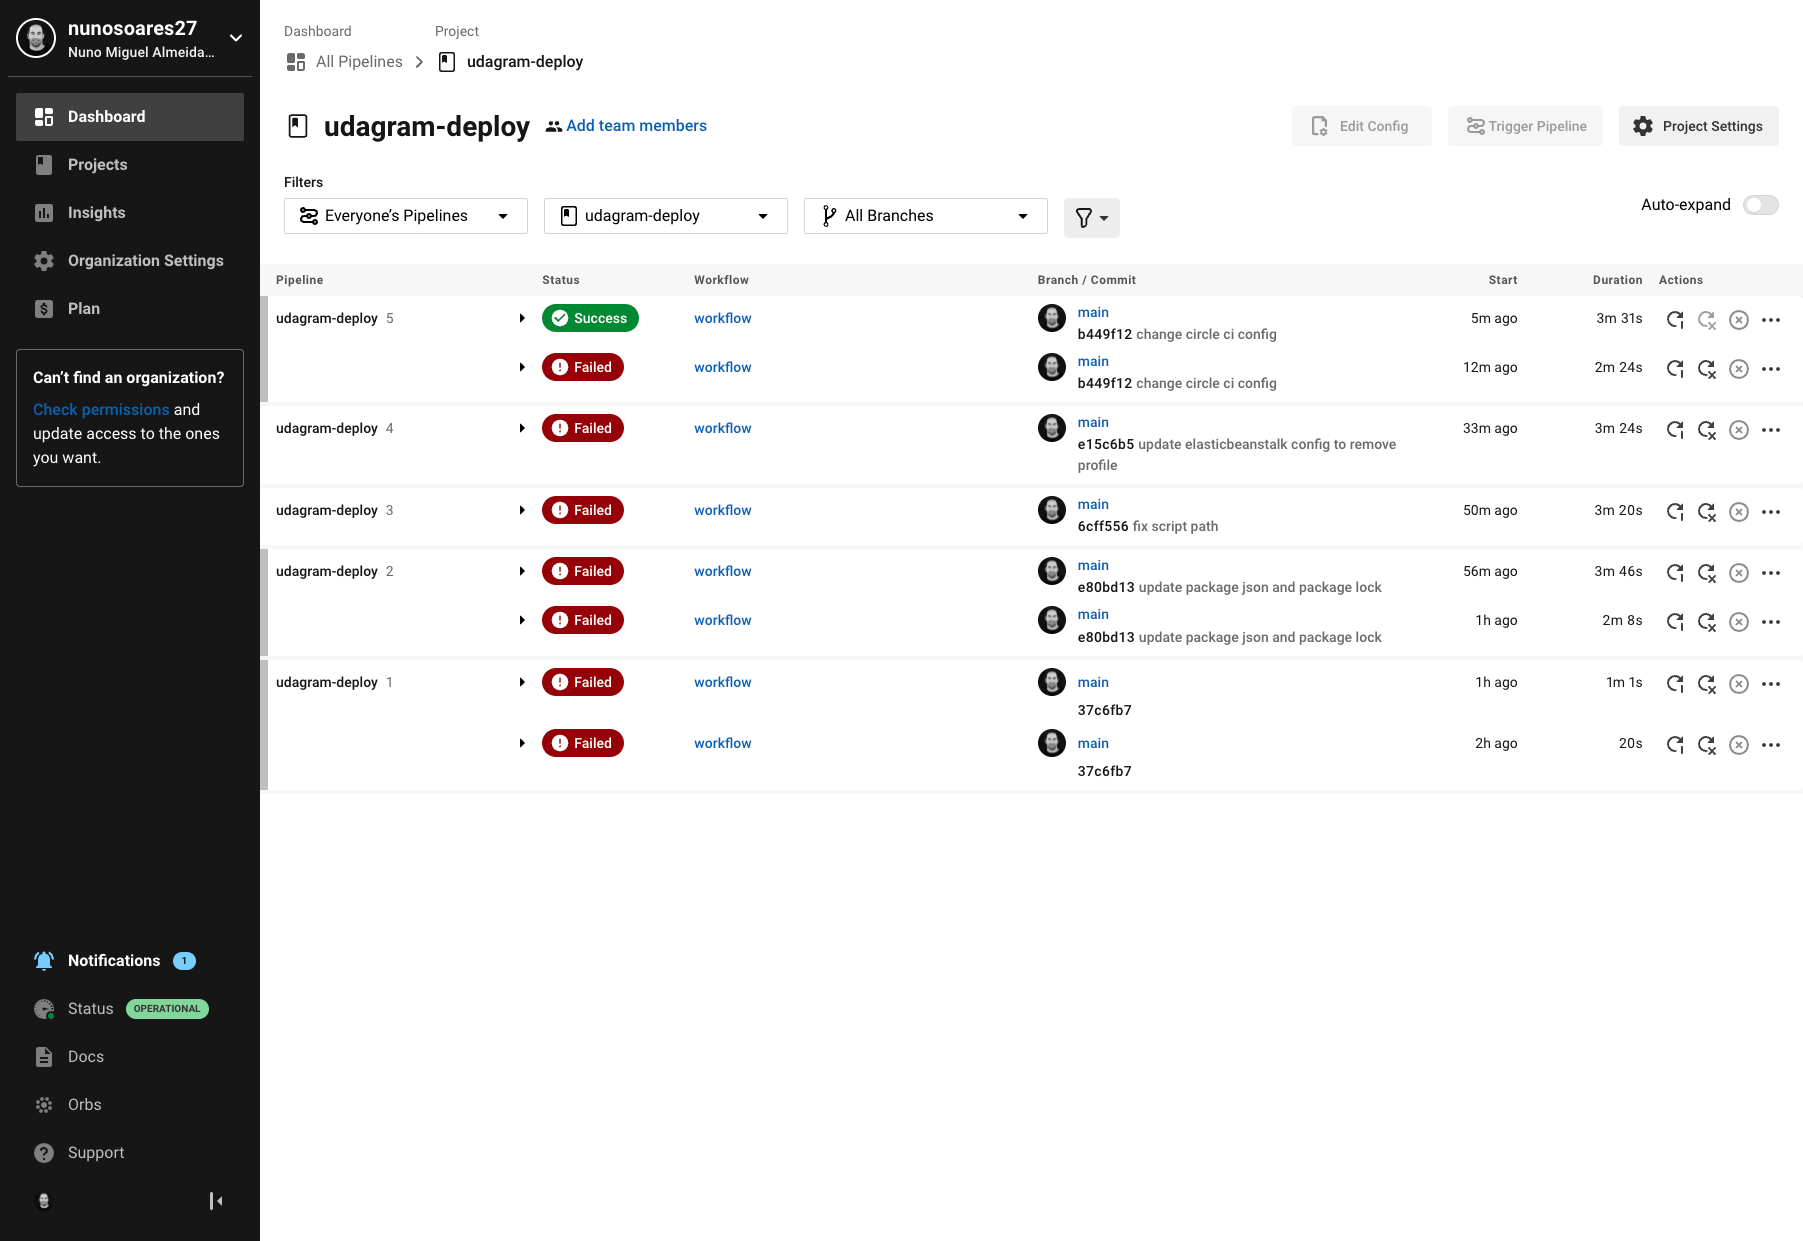 nunosoares27
Nuno Miguel Almeida...
Dashboard
Projects
Insights
Organization Settings
Plan
Can't find an organization?
Check permissions and
update access to the ones
you want.
Notifications 1
Status OPERATIONAL
Docs
Orbs
Support
Dashboard Project
All Pipelines udagram-deploy
udagram-deploy Add team members
Edit Config Trigger Pipeline Project Settings
Filters
Everyone's Pipelines udagram-deploy All Branches
Auto-expand
Pipeline Status Workflow Branch / Commit Start Duration Actions
udagram-deploy 5 Success workflow main 5m ago 3m 31s
b449f12 change circle ci config
Failed workflow main 12m ago 2m 24s
b449f12 change circle ci config
udagram-deploy 4 Failed workflow main 33m ago 3m 24s
e15c6b5 update elasticbeanstalk config to remove
profile
udagram-deploy 3 Failed workflow main 50m ago 3m 20s
6cff556 fix script path
udagram-deploy 2 Failed workflow main 56m ago 3m 46s
e80bd13 update package json and package lock
Failed workflow main 1h ago 2m 8s
e80bd13 update package json and package lock
udagram-deploy 1 Failed workflow main 1h ago 1m 1s
37c6fb7
Failed workflow main 2h ago 20s
37c6fb7